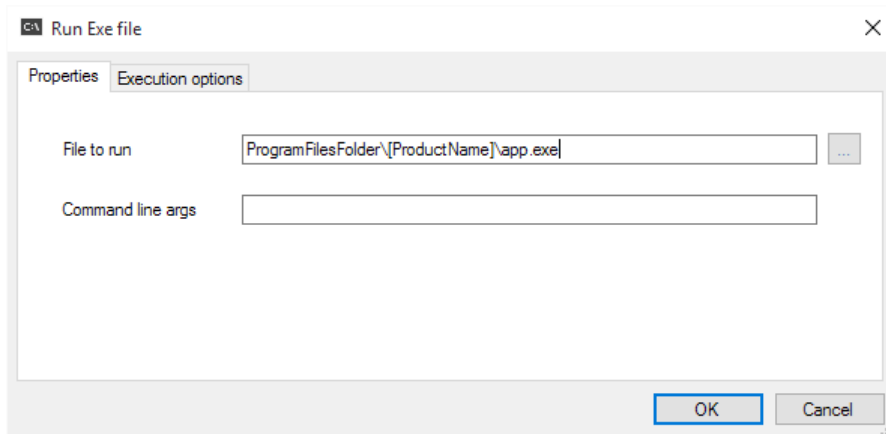 C:\ Run Exe file
Properties Execution options
File to run ProgramFilesFolder\[ProductName]\app.exe ...
Command line args
OK Cancel